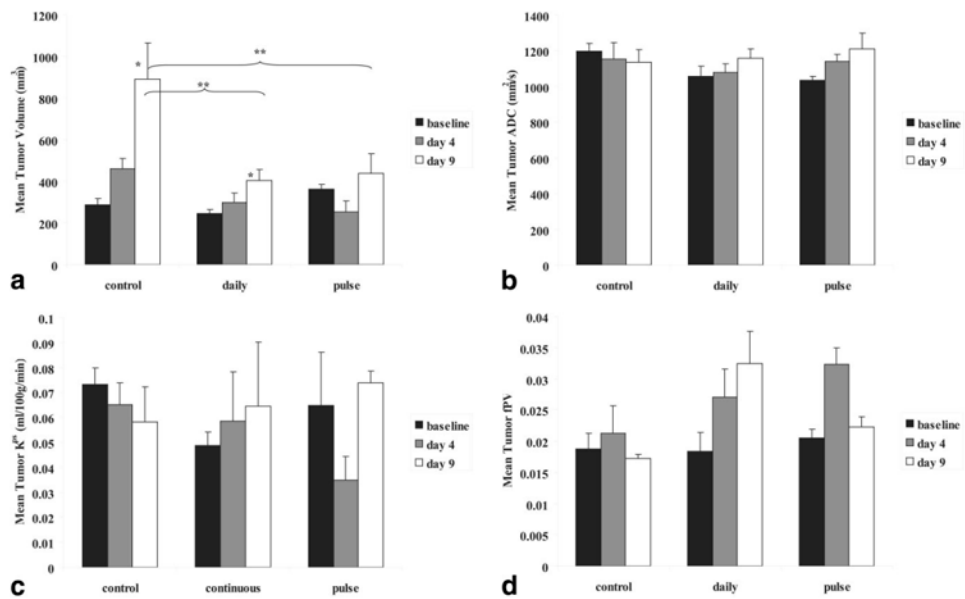 Mean Tumor Volume (mm³)
1200
1000
800
600
400
200
0
*
**
**
*
control
daily
pulse
baseline
day 4
day 9
a
Mean Tumor ADC (mm²/s)
1400
1200
1000
800
600
400
200
0
control
daily
pulse
baseline
day 4
day 9
b
Mean Tumor Kᵖˢ (ml/100g/min)
0.1
0.09
0.08
0.07
0.06
0.05
0.04
0.03
0.02
0.01
0
control
continuous
pulse
baseline
day 4
day 9
c
Mean Tumor fPV
0.04
0.035
0.03
0.025
0.02
0.015
0.01
0.005
0
control
daily
pulse
baseline
day 4
day 9
d